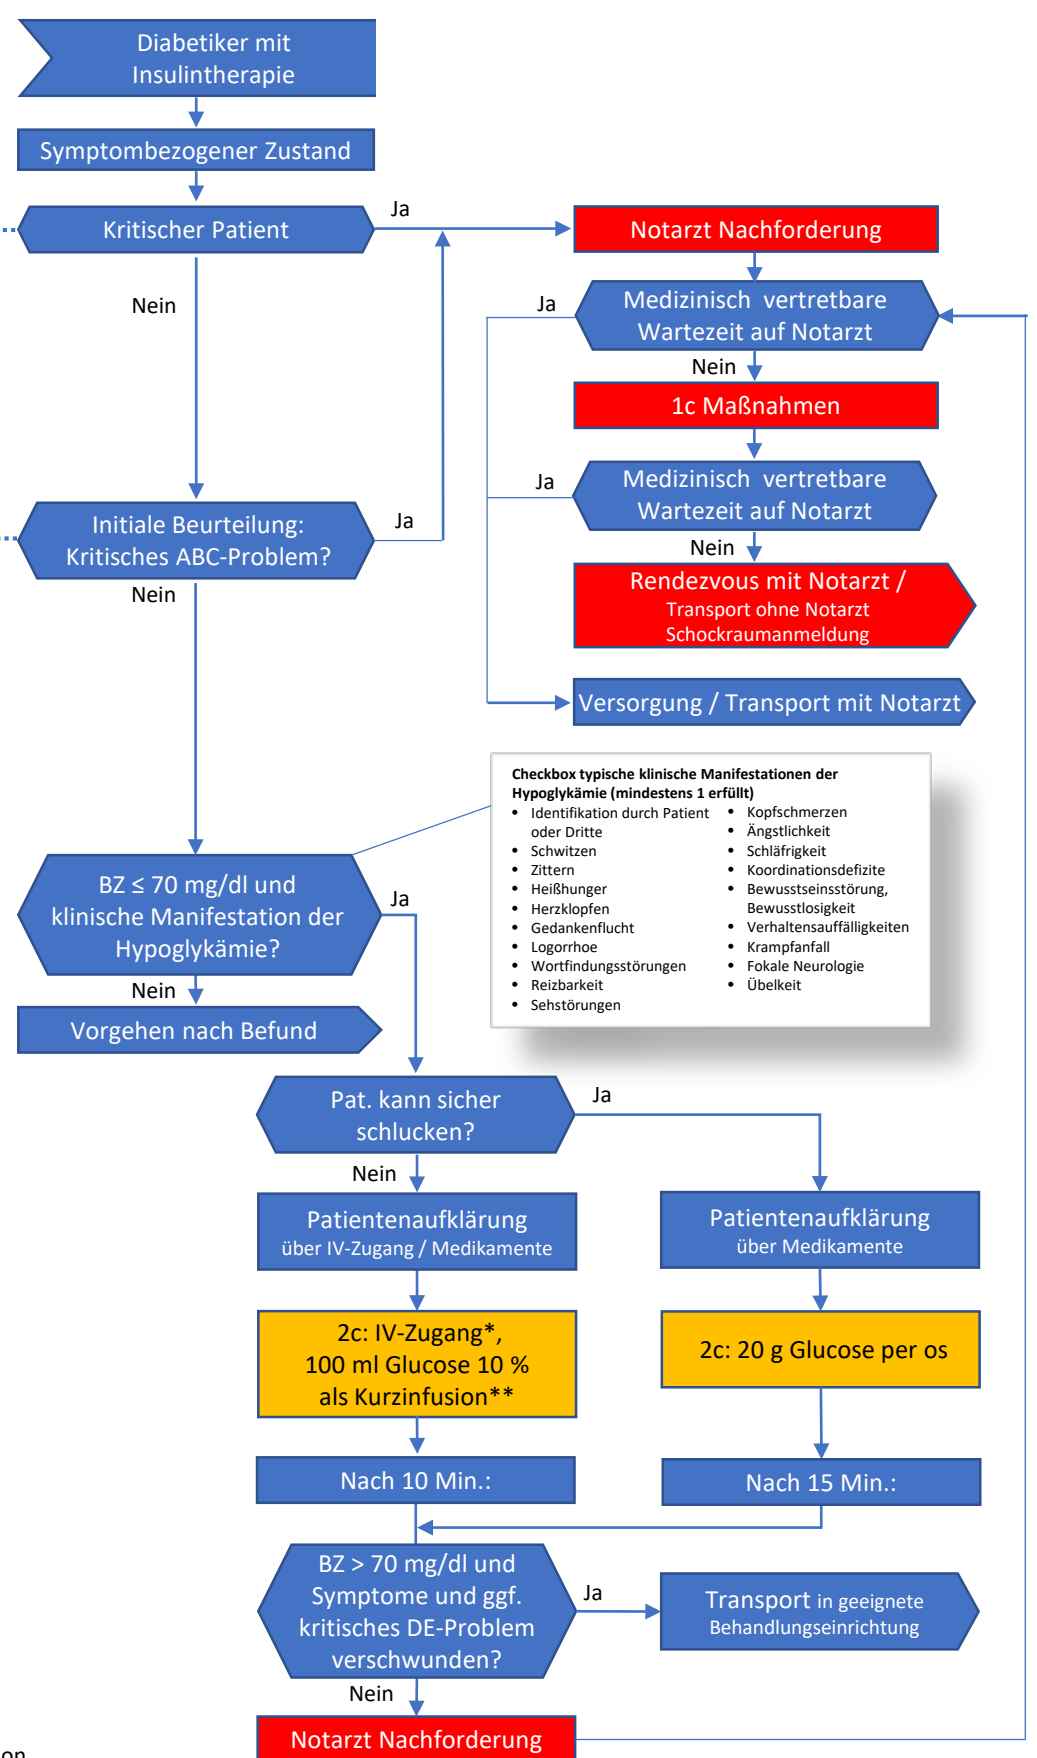 Diabetiker mit
Insulintherapie
Symptombezogener Zustand
Kritischer Patient
Ja
Nein
Notarzt Nachforderung
Ja
Medizinisch vertretbare
Wartezeit auf Notarzt
Nein
1c Maßnahmen
Ja
Medizinisch vertretbare
Wartezeit auf Notarzt
Nein
Rendezvous mit Notarzt /
Transport ohne Notarzt
Schockraumanmeldung
Versorgung / Transport mit Notarzt
Initiale Beurteilung:
Kritisches ABC-Problem?
Ja
Nein
Checkbox typische klinische Manifestationen der
Hypoglykämie (mindestens 1 erfüllt)
• Identifikation durch Patient
oder Dritte
• Schwitzen
• Zittern
• Heißhunger
• Herzklopfen
• Gedankenflucht
• Logorrhoe
• Wortfindungsstörungen
• Reizbarkeit
• Sehstörungen
• Kopfschmerzen
• Ängstlichkeit
• Schläfrigkeit
• Koordinationsdefizite
• Bewusstseinsstörung,
Bewusstlosigkeit
• Verhaltensauffälligkeiten
• Krampfanfall
• Fokale Neurologie
• Übelkeit
BZ ≤ 70 mg/dl und
klinische Manifestation der
Hypoglykämie?
Ja
Nein
Vorgehen nach Befund
Pat. kann sicher
schlucken?
Ja
Nein
Patientenaufklärung
über IV-Zugang / Medikamente
Patientenaufklärung
über Medikamente
2c: IV-Zugang*,
100 ml Glucose 10 %
als Kurzinfusion**
2c: 20 g Glucose per os
Nach 10 Min.:
Nach 15 Min.:
BZ > 70 mg/dl und
Symptome und ggf.
kritisches DE-Problem
verschwunden?
Ja
Transport in geeignete
Behandlungseinrichtung
Nein
Notarzt Nachforderung
on